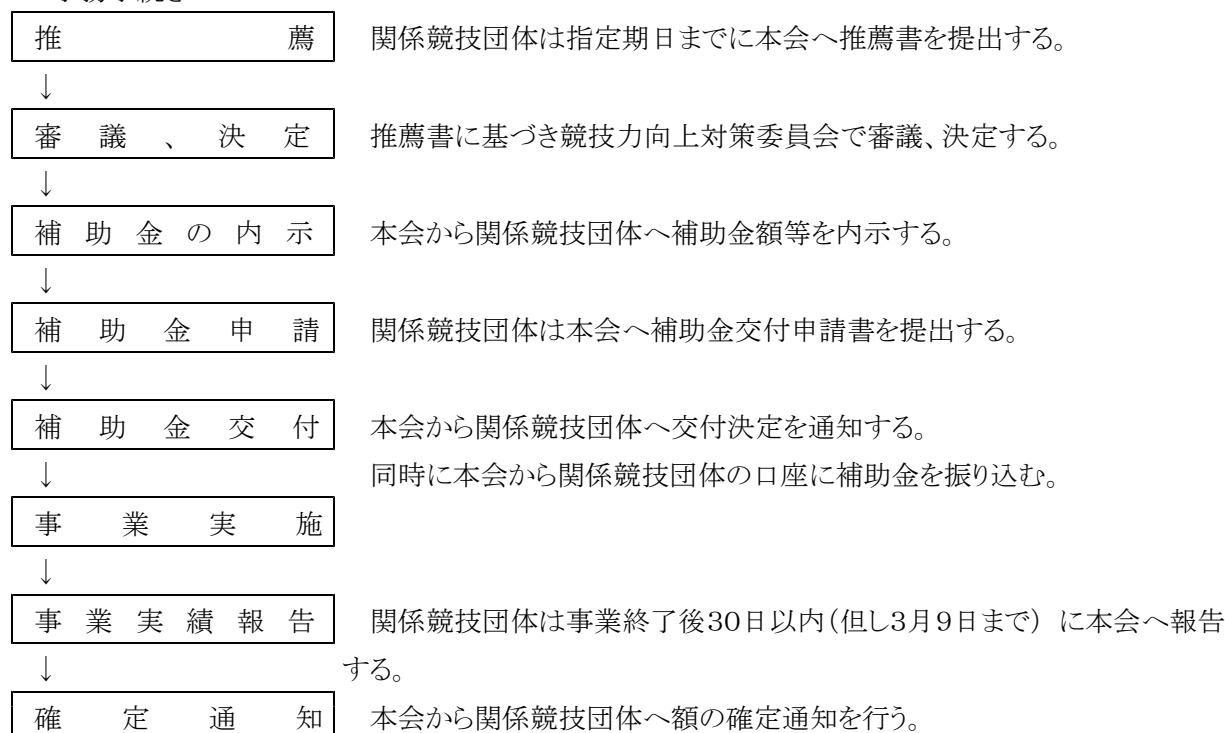 推薦 関係競技団体は指定期日までに本会へ推薦書を提出する。
↓
審議、決定 推薦書に基づき競技力向上対策委員会で審議、決定する。
↓
補助金の内示 本会から関係競技団体へ補助金額等を内示する。
↓
補助金申請 関係競技団体は本会へ補助金交付申請書を提出する。
↓
補助金交付 本会から関係競技団体へ交付決定を通知する。
↓ 同時に本会から関係競技団体の口座に補助金を振り込む。
事業実施
↓
事業実績報告 関係競技団体は事業終了後30日以内(但し3月9日まで) に本会へ報告
↓ する。
確定通知 本会から関係競技団体へ額の確定通知を行う。